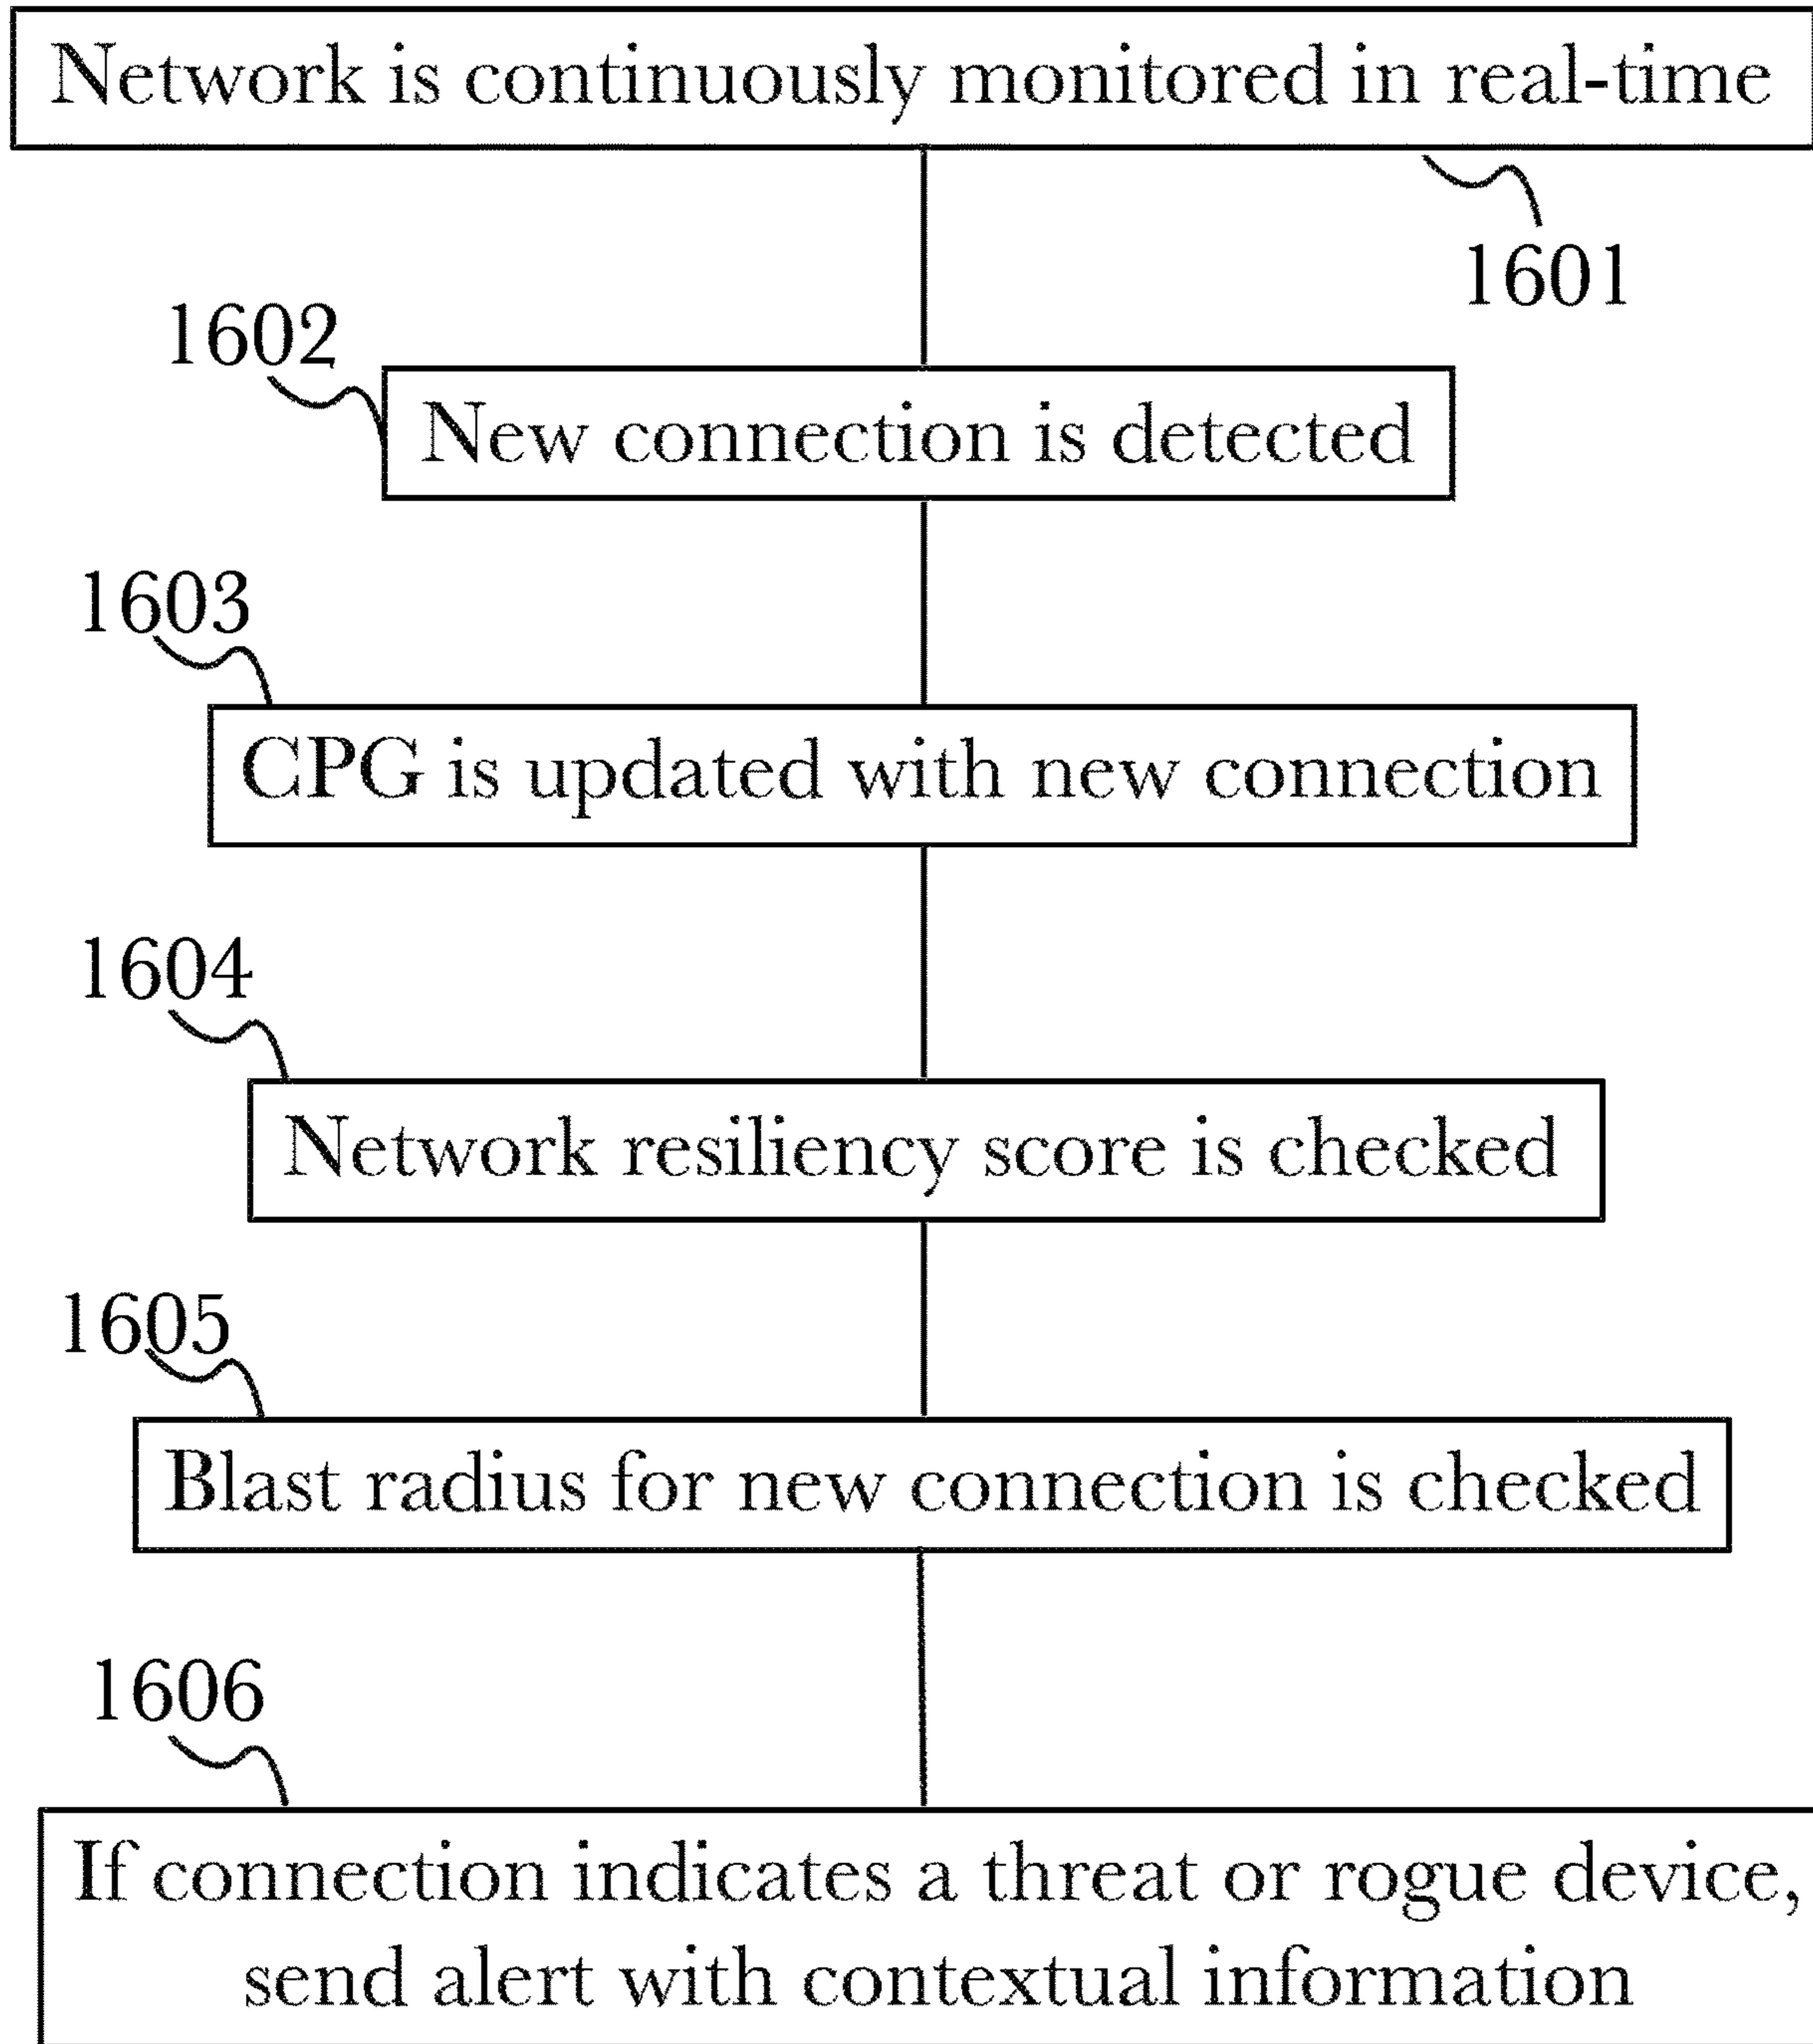 Network is continuously monitored in real-time
1601
1602
New connection is detected
1603
CPG is updated with new connection
1604
Network resiliency score is checked
1605
Blast radius for new connection is checked
1606
If connection indicates a threat or rogue device,
send alert with contextual information